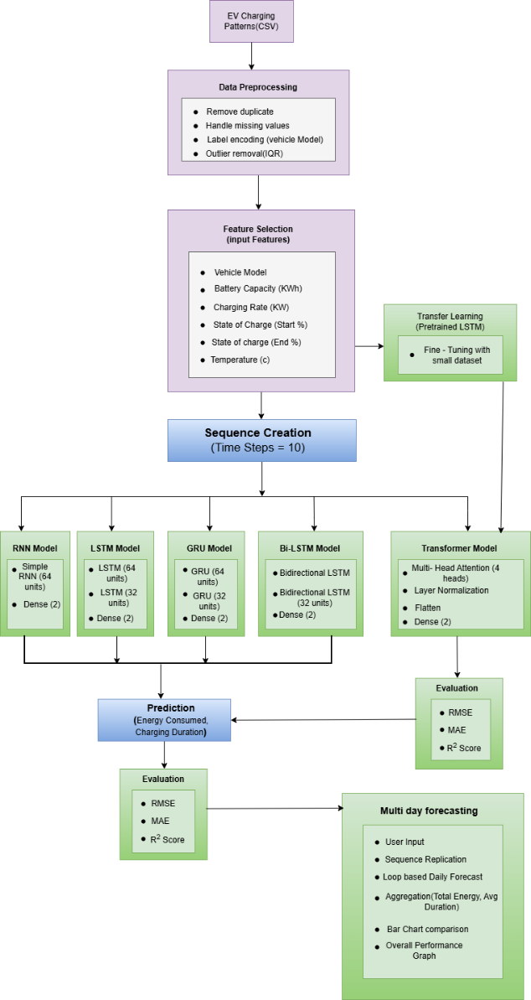 EV Charging
Patterns(CSV)
Data Preprocessing
Remove duplicate
Handle missing values
Label encoding (vehicle Model)
Outlier removal(IQR)
Feature Selection
(input Features)
Vehicle Model
Battery Capacity (KWh)
Charging Rate (KW)
State of Charge (Start %)
State of charge (End %)
Temperature (c)
Transfer Learning
(Pretrained LSTM)
Fine - Tuning with
small dataset
Sequence Creation
(Time Steps = 10)
RNN Model
Simple
RNN (64
units)
Dense (2)
LSTM Model
LSTM (64
units)
LSTM (32
units)
Dense (2)
GRU Model
GRU (64
units)
GRU (32
units)
Dense (2)
Bi-LSTM Model
Bidirectional LSTM
Bidirectional LSTM
(32 units)
Dense (2)
Transformer Model
Multi- Head Attention (4
heads)
Layer Normalization
Flatten
Dense (2)
Evaluation
RMSE
MAE
R2 Score
Prediction
(Energy Consumed,
Charging Duration)
Evaluation
RMSE
MAE
R2 Score
Multi day forecasting
User Input
Sequence Replication
Loop based Daily Forecast
Aggregation(Total Energy, Avg
Duration)
Bar Chart comparison
Overall Performance
Graph